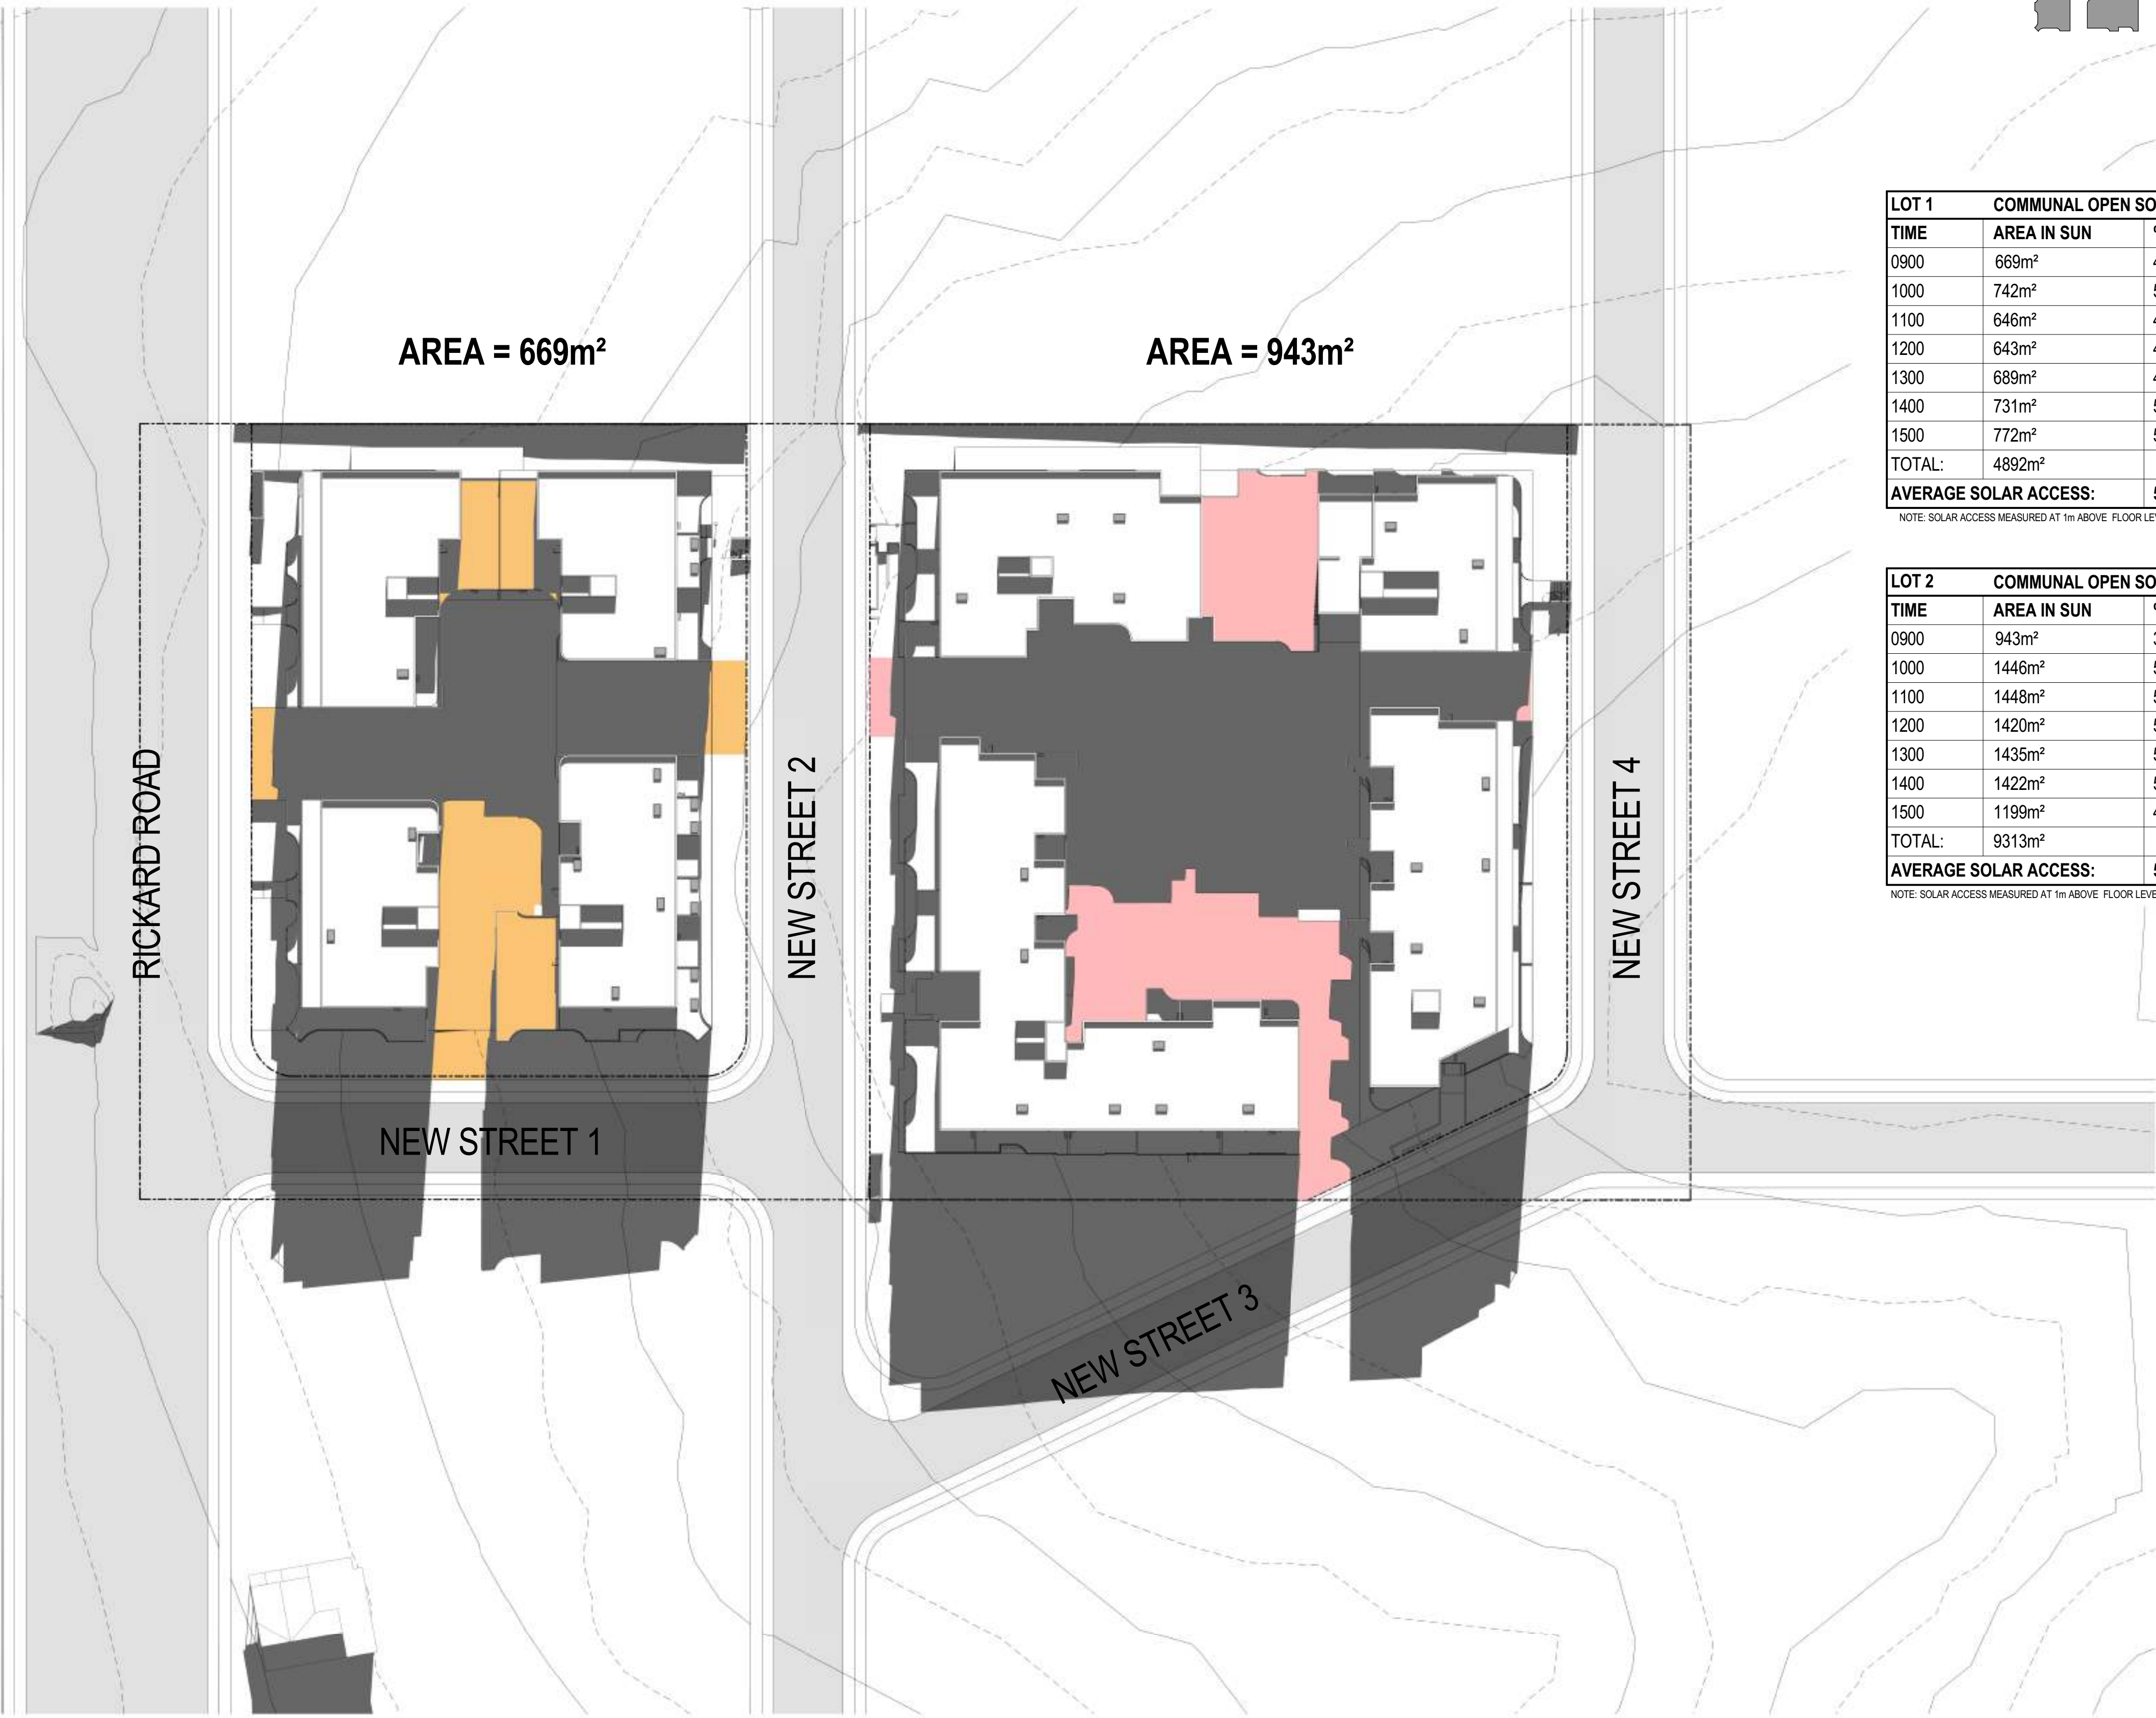 AREA = 669m²
AREA = 943m²
RICKARD ROAD
NEW STREET 2
NEW STREET 4
NEW STREET 1
NEW STREET 3
LOT 1 COMMUNAL OPEN
TIME AREA IN SUN
0900 669m²
1000 742m²
1100 646m²
1200 643m²
1300 689m²
1400 731m²
1500 772m²
TOTAL: 4892m²
AVERAGE SOLAR ACCESS:
NOTE: SOLAR ACCESS MEASURED AT 1m ABOVE FLOOR
LOT 2 COMMUNAL OPEN
TIME AREA IN SUN
0900 943m²
1000 1446m²
1100 1448m²
1200 1420m²
1300 1435m²
1400 1422m²
1500 1199m²
TOTAL: 9313m²
AVERAGE SOLAR ACCESS:
NOTE: SOLAR ACCESS MEASURED AT 1m ABOVE FLOOR